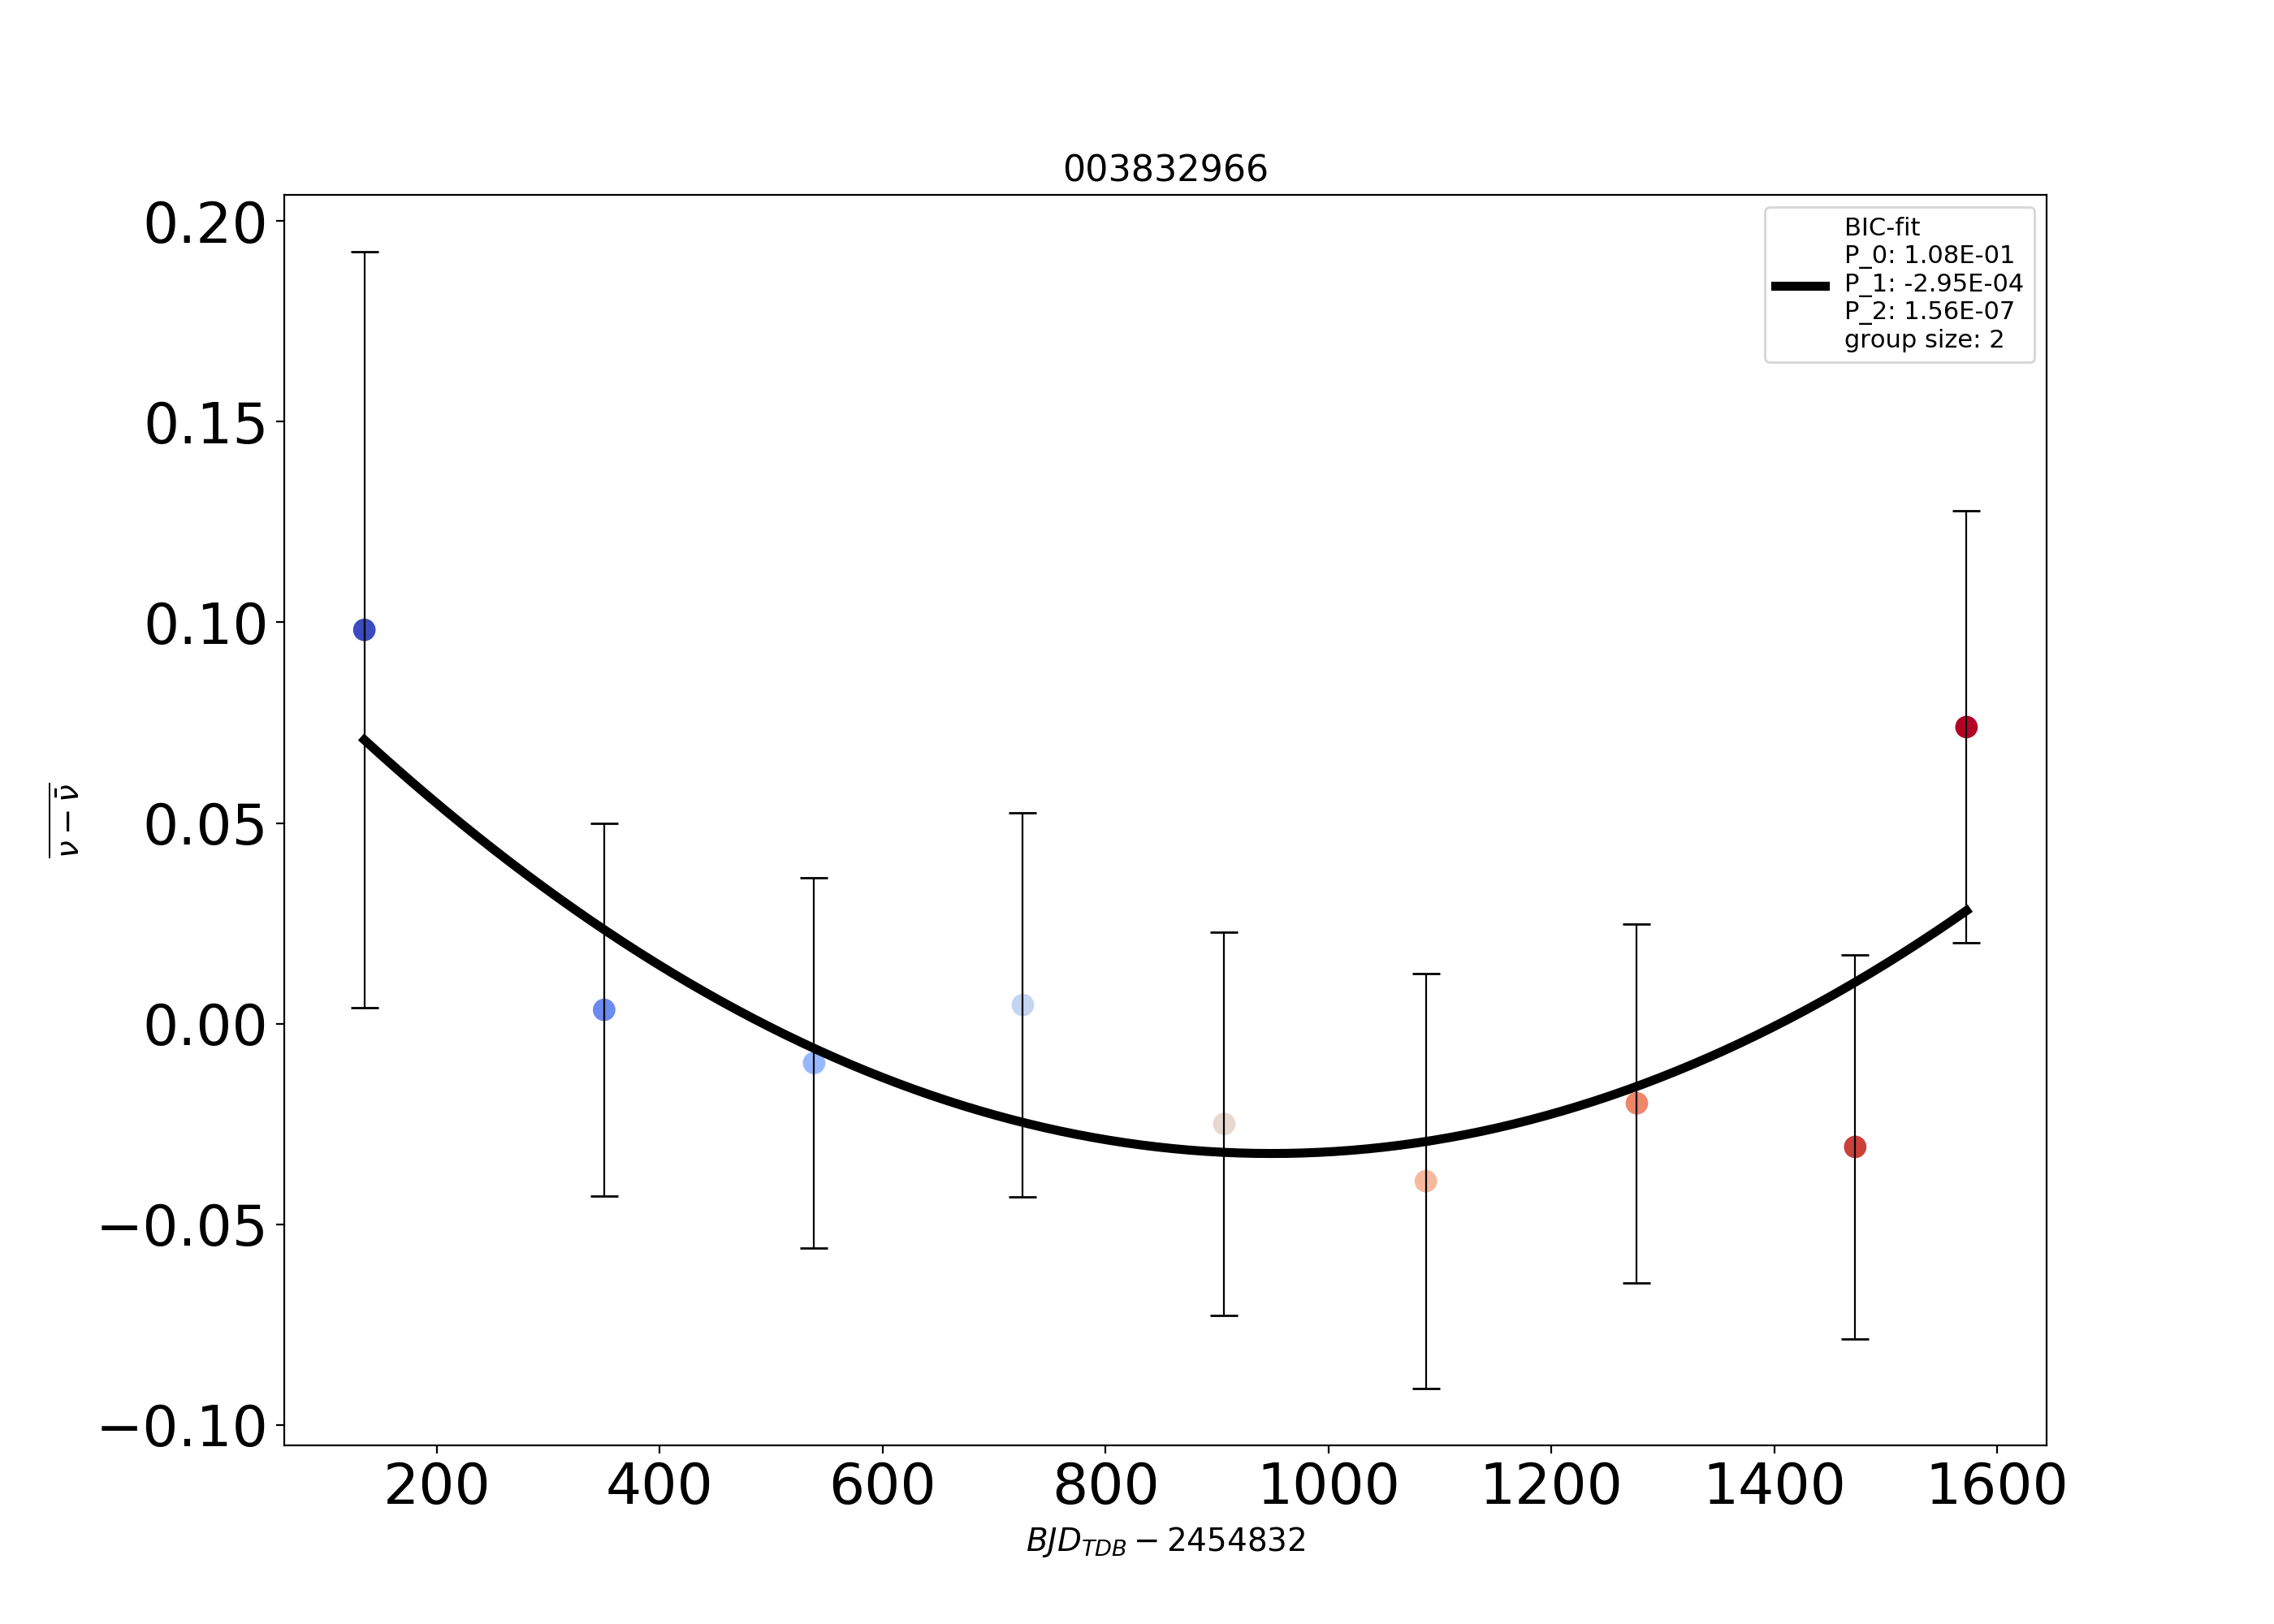 003832966
BIC-fit
P_0: 1.08E-01
P_1: -2.95E-04
P_2: 1.56E-07
group size: 2
0.20
0.15
0.10
0.05
0.00
−0.05
−0.10
ν − ν̄
200 400 600 800 1000 1200 1400 1600
BJD_TDB − 2454832